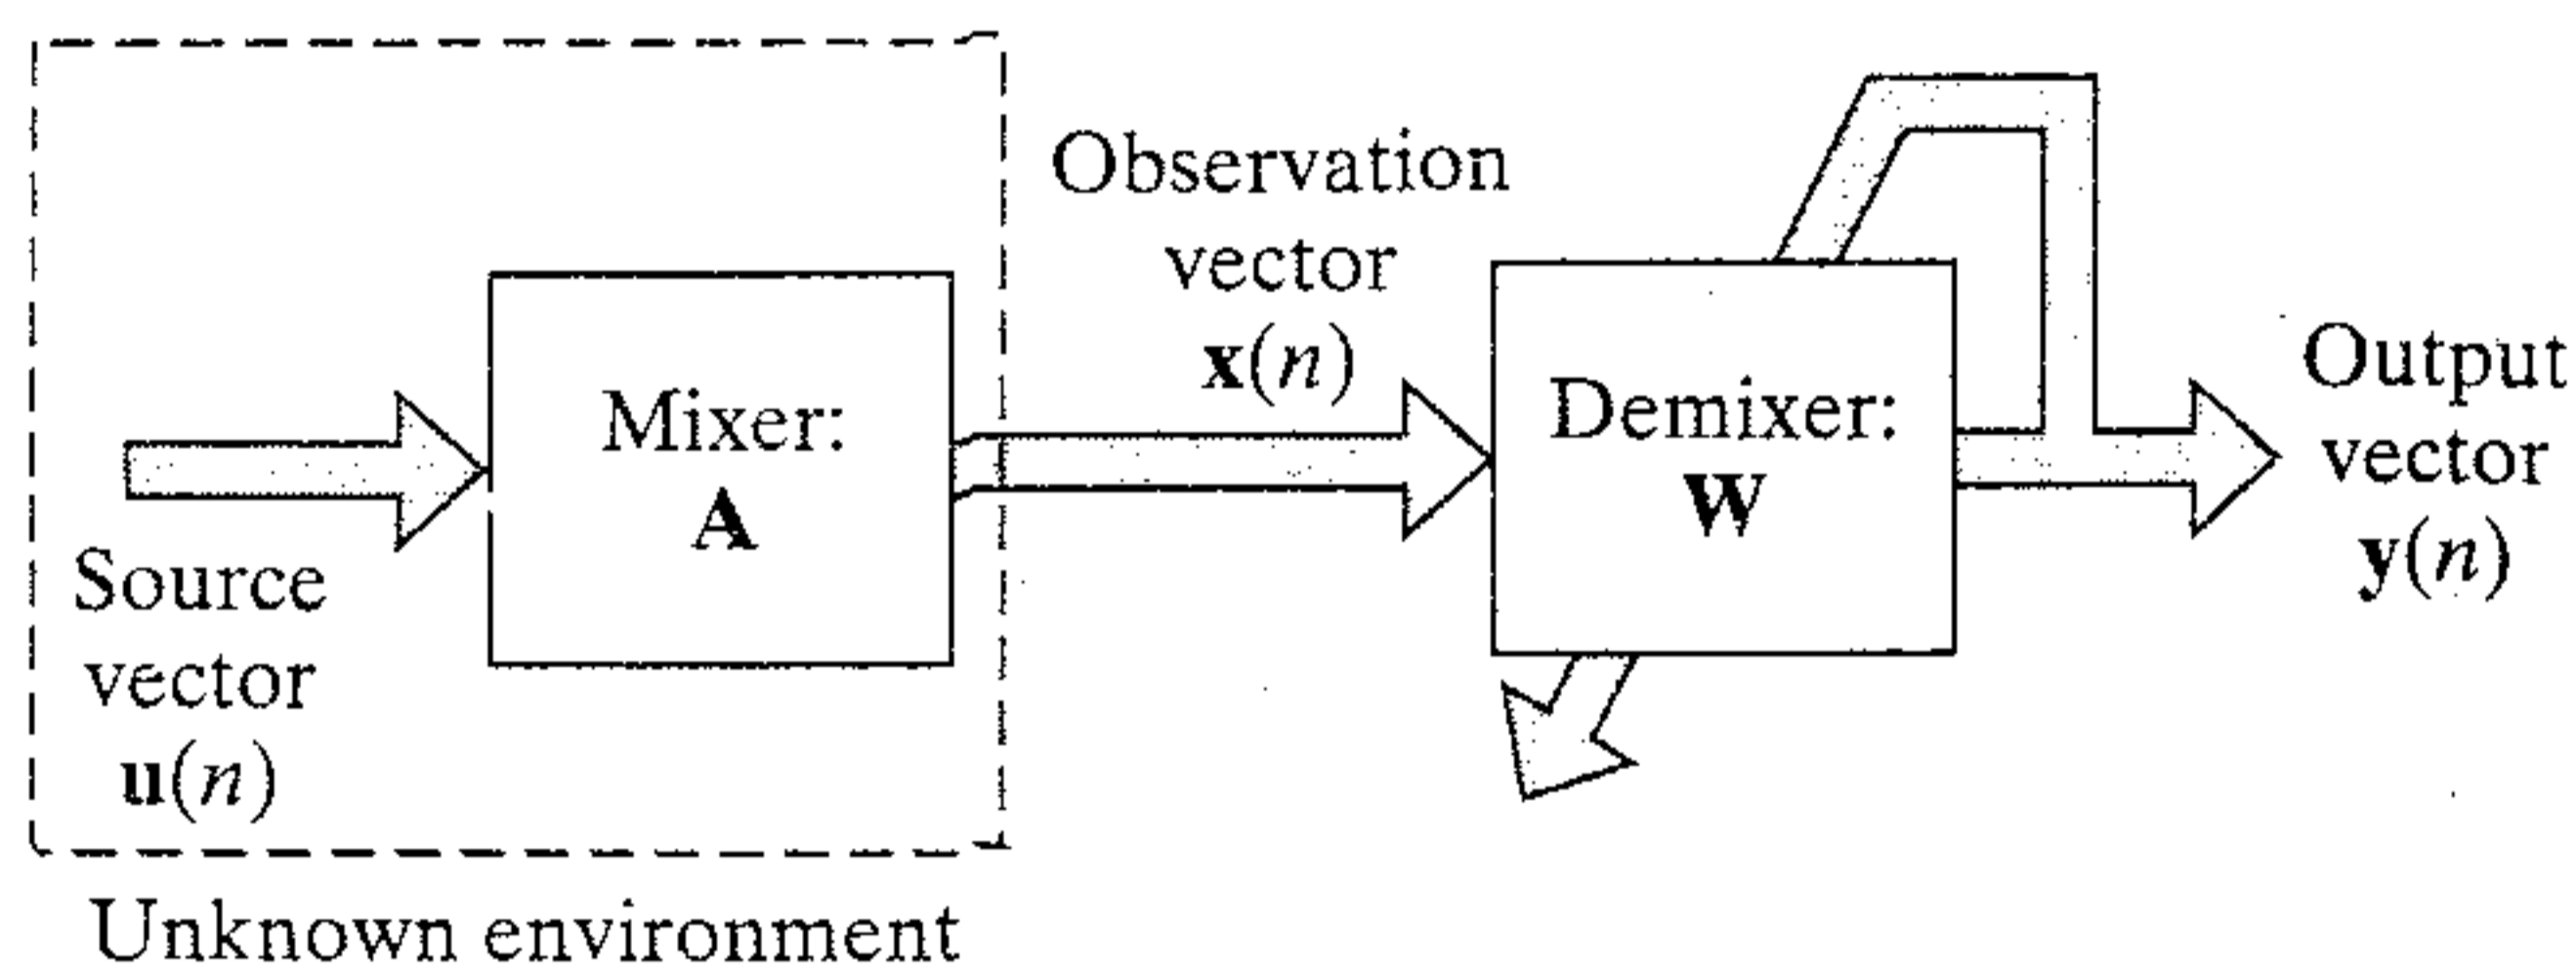 Source
vector
u(n)
Mixer:
A
Unknown environment
Observation
vector
x(n)
Demixer:
W
Output
vector
y(n)